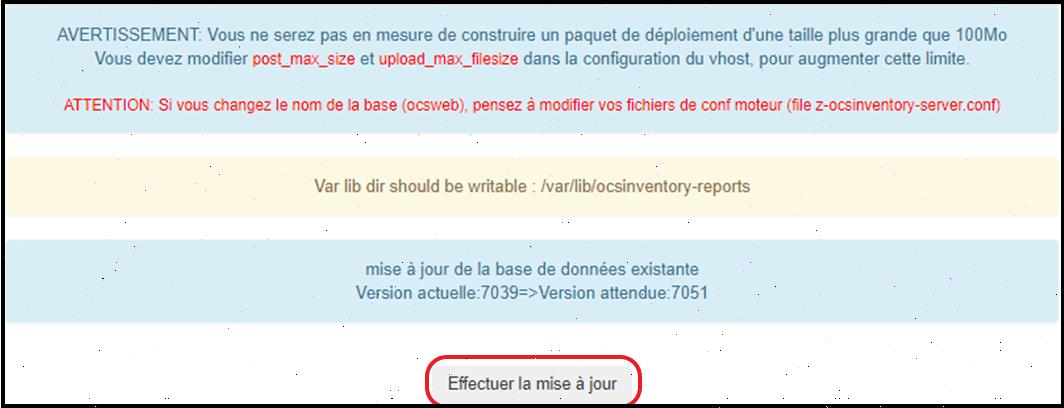 AVERTISSEMENT: Vous ne serez pas en mesure de construire un paquet de déploiement d'une taille plus grande que 100Mo
Vous devez modifier post_max_size et upload_max_filesize dans la configuration du vhost, pour augmenter cette limite.
ATTENTION: Si vous changez le nom de la base (ocsweb), pensez à modifier vos fichiers de conf moteur (file z-ocsinventory-server.conf)
Var lib dir should be writable : /var/lib/ocsinventory-reports
mise à jour de la base de données existante
Version actuelle:7039=>Version attendue:7051
Effectuer la mise à jour